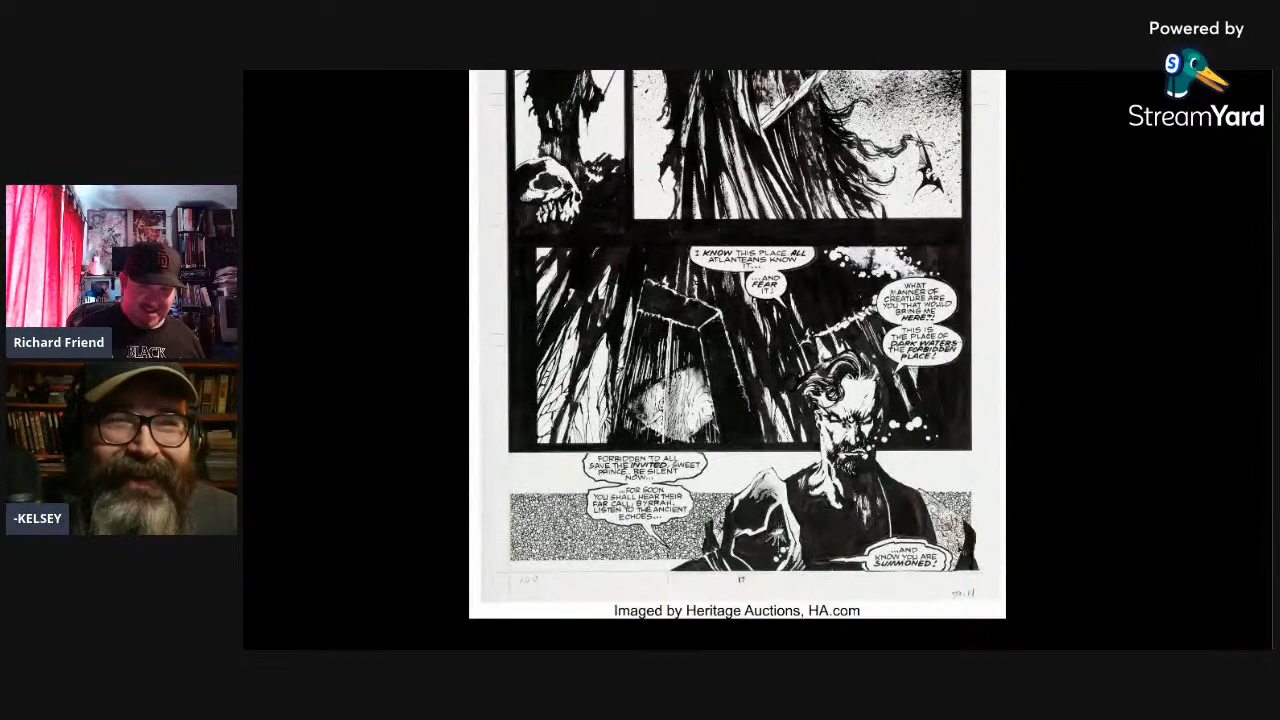 Powered by
StreamYard
BLACK
Richard Friend
-KELSEY
I KNOW THIS PLACE ALL
ATLANTEANS KNOW
IT...
...AND
FEAR
IT!
WHAT
MANNER OF
CREATURE ARE
YOU THAT WOULD
BRING ME
HERE?!
THIS IS
THE PLACE OF
DARK WATERS
THE FORBIDDEN
PLACE!
FORBIDDEN TO ALL
SAVE THE INVITED, SWEET
PRINCE. BE SILENT
NOW...
...FOR SOON
YOU SHALL HEAR THEIR
FAR CALL, BYRRAH.
LISTEN TO THE ANCIENT
ECHOES...
...AND
KNOW YOU ARE
SUMMONED!
17
Imaged by Heritage Auctions, HA.com